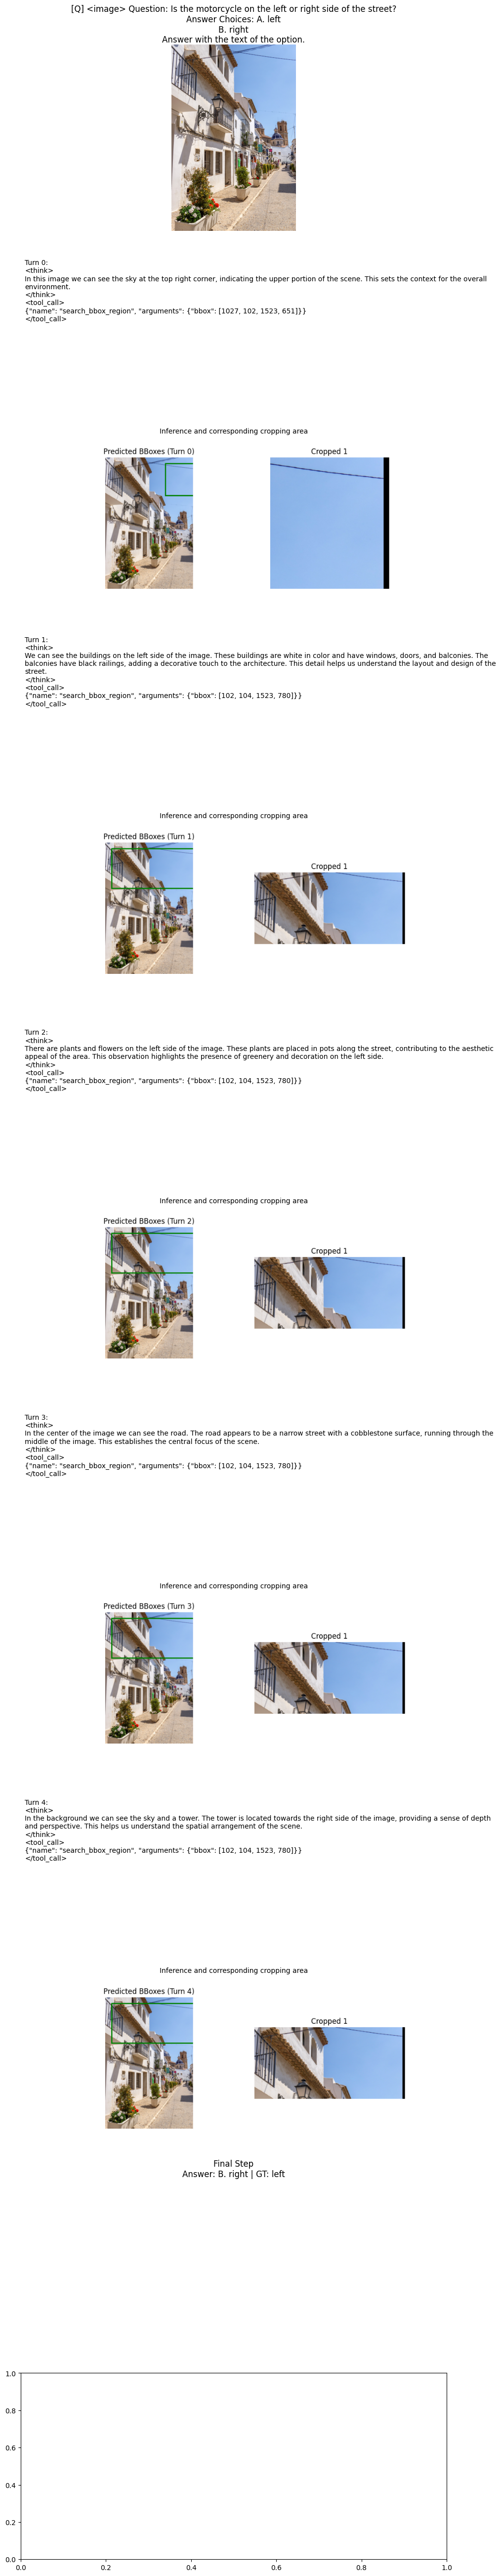 [Q] <image> Question: Is the motorcycle on the left or right side of the street?
Answer Choices: A. left
B. right
Answer with the text of the option.
Turn 0:
<think>
In this image we can see the sky at the top right corner, indicating the upper portion of the scene. This sets the context for the overall
environment.
</think>
<tool_call>
{"name": "search_bbox_region", "arguments": {"bbox": [1027, 102, 1523, 651]}}
</tool_call>
Inference and corresponding cropping area
Predicted BBoxes (Turn 0)
Cropped 1
Turn 1:
<think>
We can see the buildings on the left side of the image. These buildings are white in color and have windows, doors, and balconies. The
balconies have black railings, adding a decorative touch to the architecture. This detail helps us understand the layout and design of the
street.
</think>
<tool_call>
{"name": "search_bbox_region", "arguments": {"bbox": [102, 104, 1523, 780]}}
</tool_call>
Inference and corresponding cropping area
Predicted BBoxes (Turn 1)
Cropped 1
Turn 2:
<think>
There are plants and flowers on the left side of the image. These plants are placed in pots along the street, contributing to the aesthetic
appeal of the area. This observation highlights the presence of greenery and decoration on the left side.
</think>
<tool_call>
{"name": "search_bbox_region", "arguments": {"bbox": [102, 104, 1523, 780]}}
</tool_call>
Inference and corresponding cropping area
Predicted BBoxes (Turn 2)
Cropped 1
Turn 3:
<think>
In the center of the image we can see the road. The road appears to be a narrow street with a cobblestone surface, running through the
middle of the image. This establishes the central focus of the scene.
</think>
<tool_call>
{"name": "search_bbox_region", "arguments": {"bbox": [102, 104, 1523, 780]}}
</tool_call>
Inference and corresponding cropping area
Predicted BBoxes (Turn 3)
Cropped 1
Turn 4:
<think>
In the background we can see the sky and a tower. The tower is located towards the right side of the image, providing a sense of depth
and perspective. This helps us understand the spatial arrangement of the scene.
</think>
<tool_call>
{"name": "search_bbox_region", "arguments": {"bbox": [102, 104, 1523, 780]}}
</tool_call>
Inference and corresponding cropping area
Predicted BBoxes (Turn 4)
Cropped 1
Final Step
Answer: B. right | GT: left
1.0
0.8
0.6
0.4
0.2
0.0
0.0 0.2 0.4 0.6 0.8 1.0